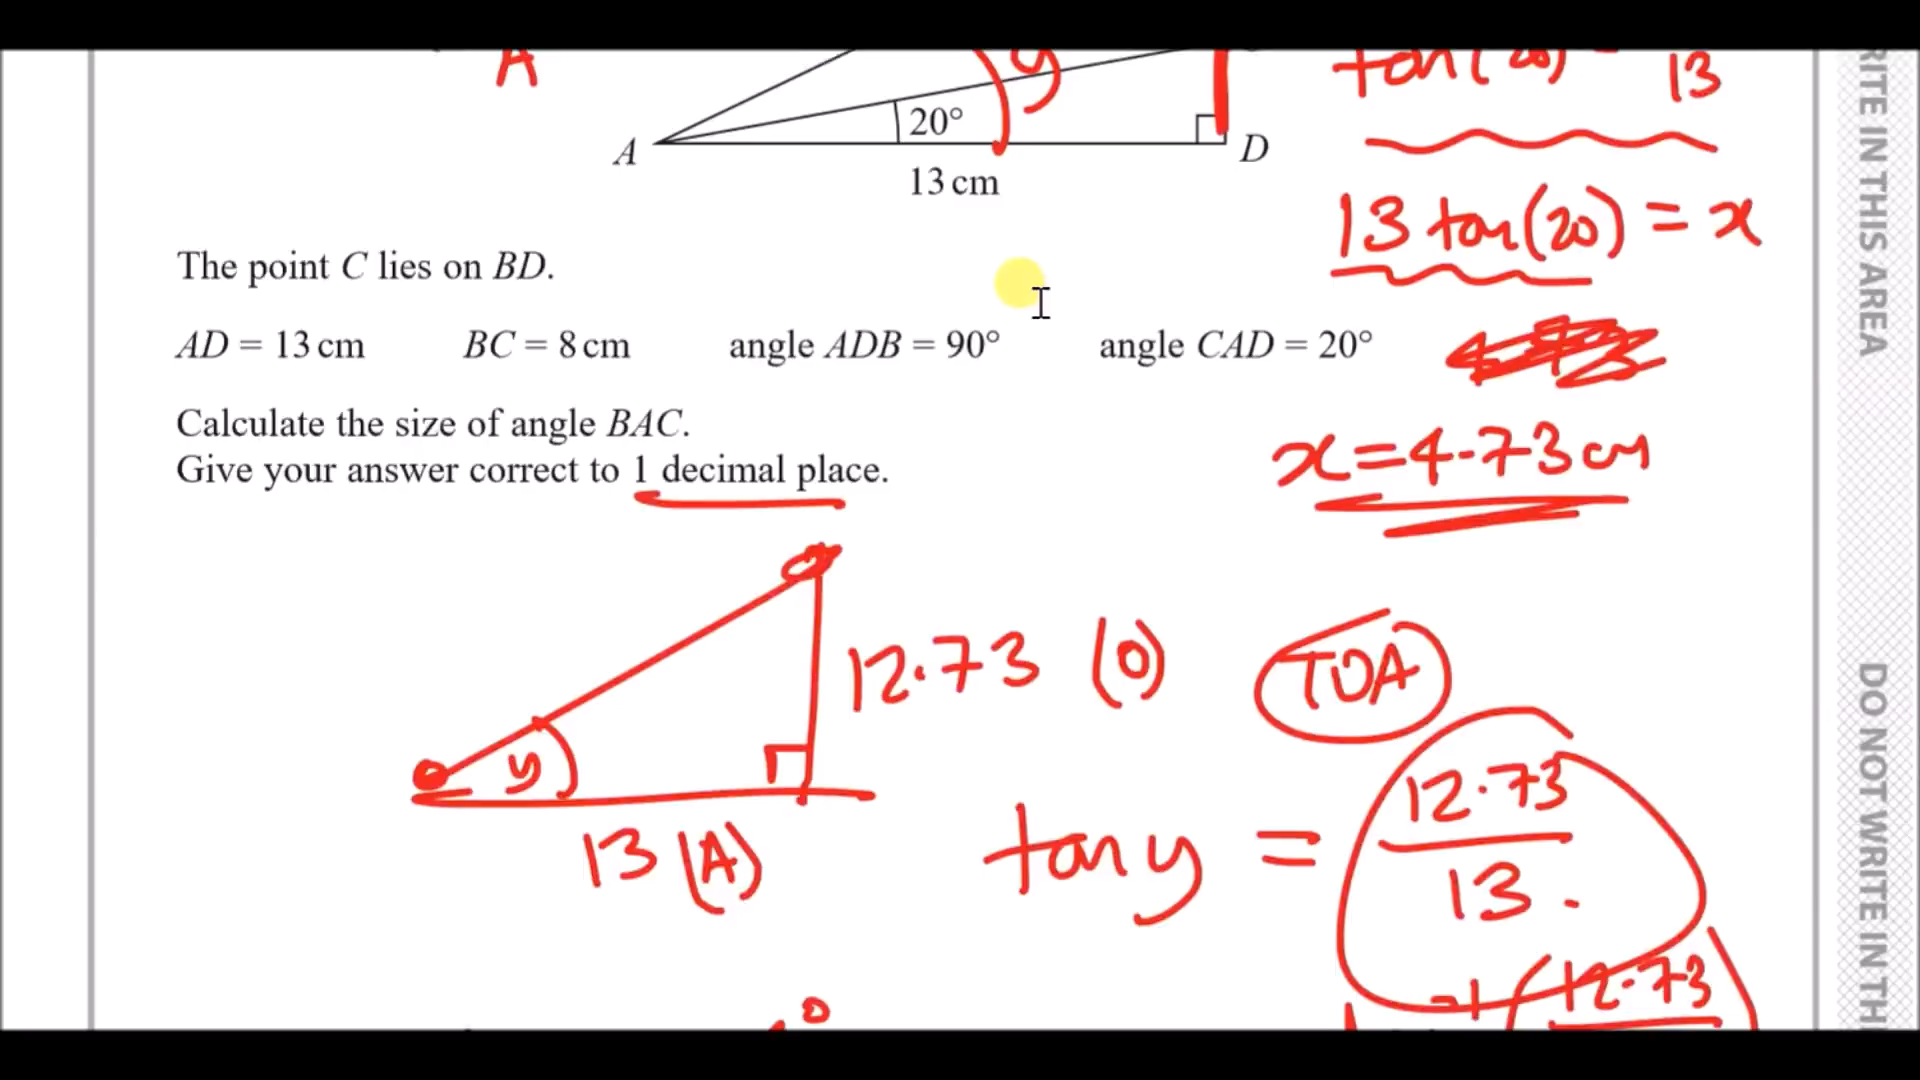 A
y
tan(20) =
13
20°
A
D
13 cm
13 tan(20) = x
The point C lies on BD.
AD = 13 cm BC = 8 cm angle ADB = 90° angle CAD = 20°
Calculate the size of angle BAC.
x = 4.73 cm
Give your answer correct to 1 decimal place.
12.73 (O)
TOA
y
13 (A)
tan y = 12.73
13.
-1 (12.73
RITE IN THIS AREA
DO NOT WRITE IN TH